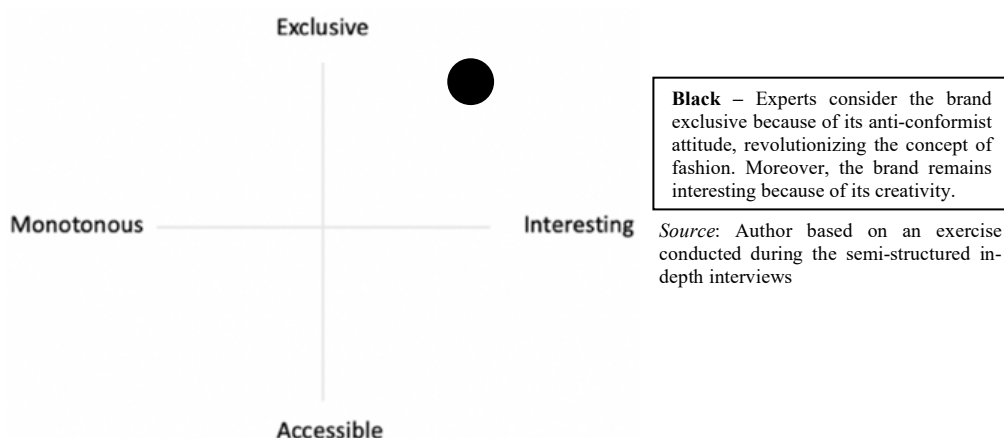 Exclusive
Monotonous
Interesting
Accessible
Black – Experts consider the brand
exclusive because of its anti-conformist
attitude, revolutionizing the concept of
fashion. Moreover, the brand remains
interesting because of its creativity.
Source: Author based on an exercise
conducted during the semi-structured in-
depth interviews